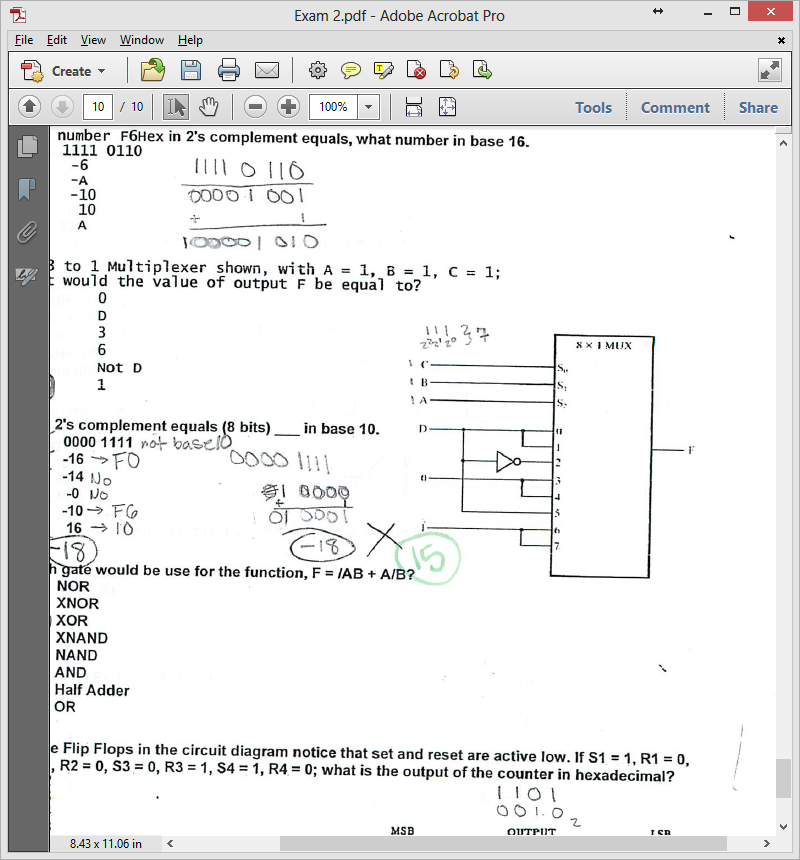 Exam 2.pdf - Adobe Acrobat Pro
File Edit View Window Help
Create
10 / 10 100% Tools Comment Share
number F6Hex in 2's complement equals, what number in base 16.
1111 0110
-6
-A
-10
10
A
1111 0 110
00001 001
+ 1
100001 010
to 1 Multiplexer shown, with A = 1, B = 1, C = 1;
would the value of output F be equal to?
0
D
3
6
Not D
1
111 7
2² 2¹ 2⁰
8 × 1 MUX
1 C S₀
1 B S₁
1 A S₂
D 0
1
2
0 3
4
5
1 6
7
F
2's complement equals (8 bits) ___ in base 10.
0000 1111 not base 10
-16 → F0
-14 No
-0 No
-10 → F6
16 → 10
-18
0000 1111
1 0000
+ 1
01 0001
-18
15
gate would be use for the function, F = /AB + A/B?
NOR
XNOR
XOR
XNAND
NAND
AND
Half Adder
OR
Flip Flops in the circuit diagram notice that set and reset are active low. If S1 = 1, R1 = 0,
, R2 = 0, S3 = 0, R3 = 1, S4 = 1, R4 = 0; what is the output of the counter in hexadecimal?
1 1 0 1
0 0 1.0 2
MSB OUTPUT LSB
8.43 x 11.06 in